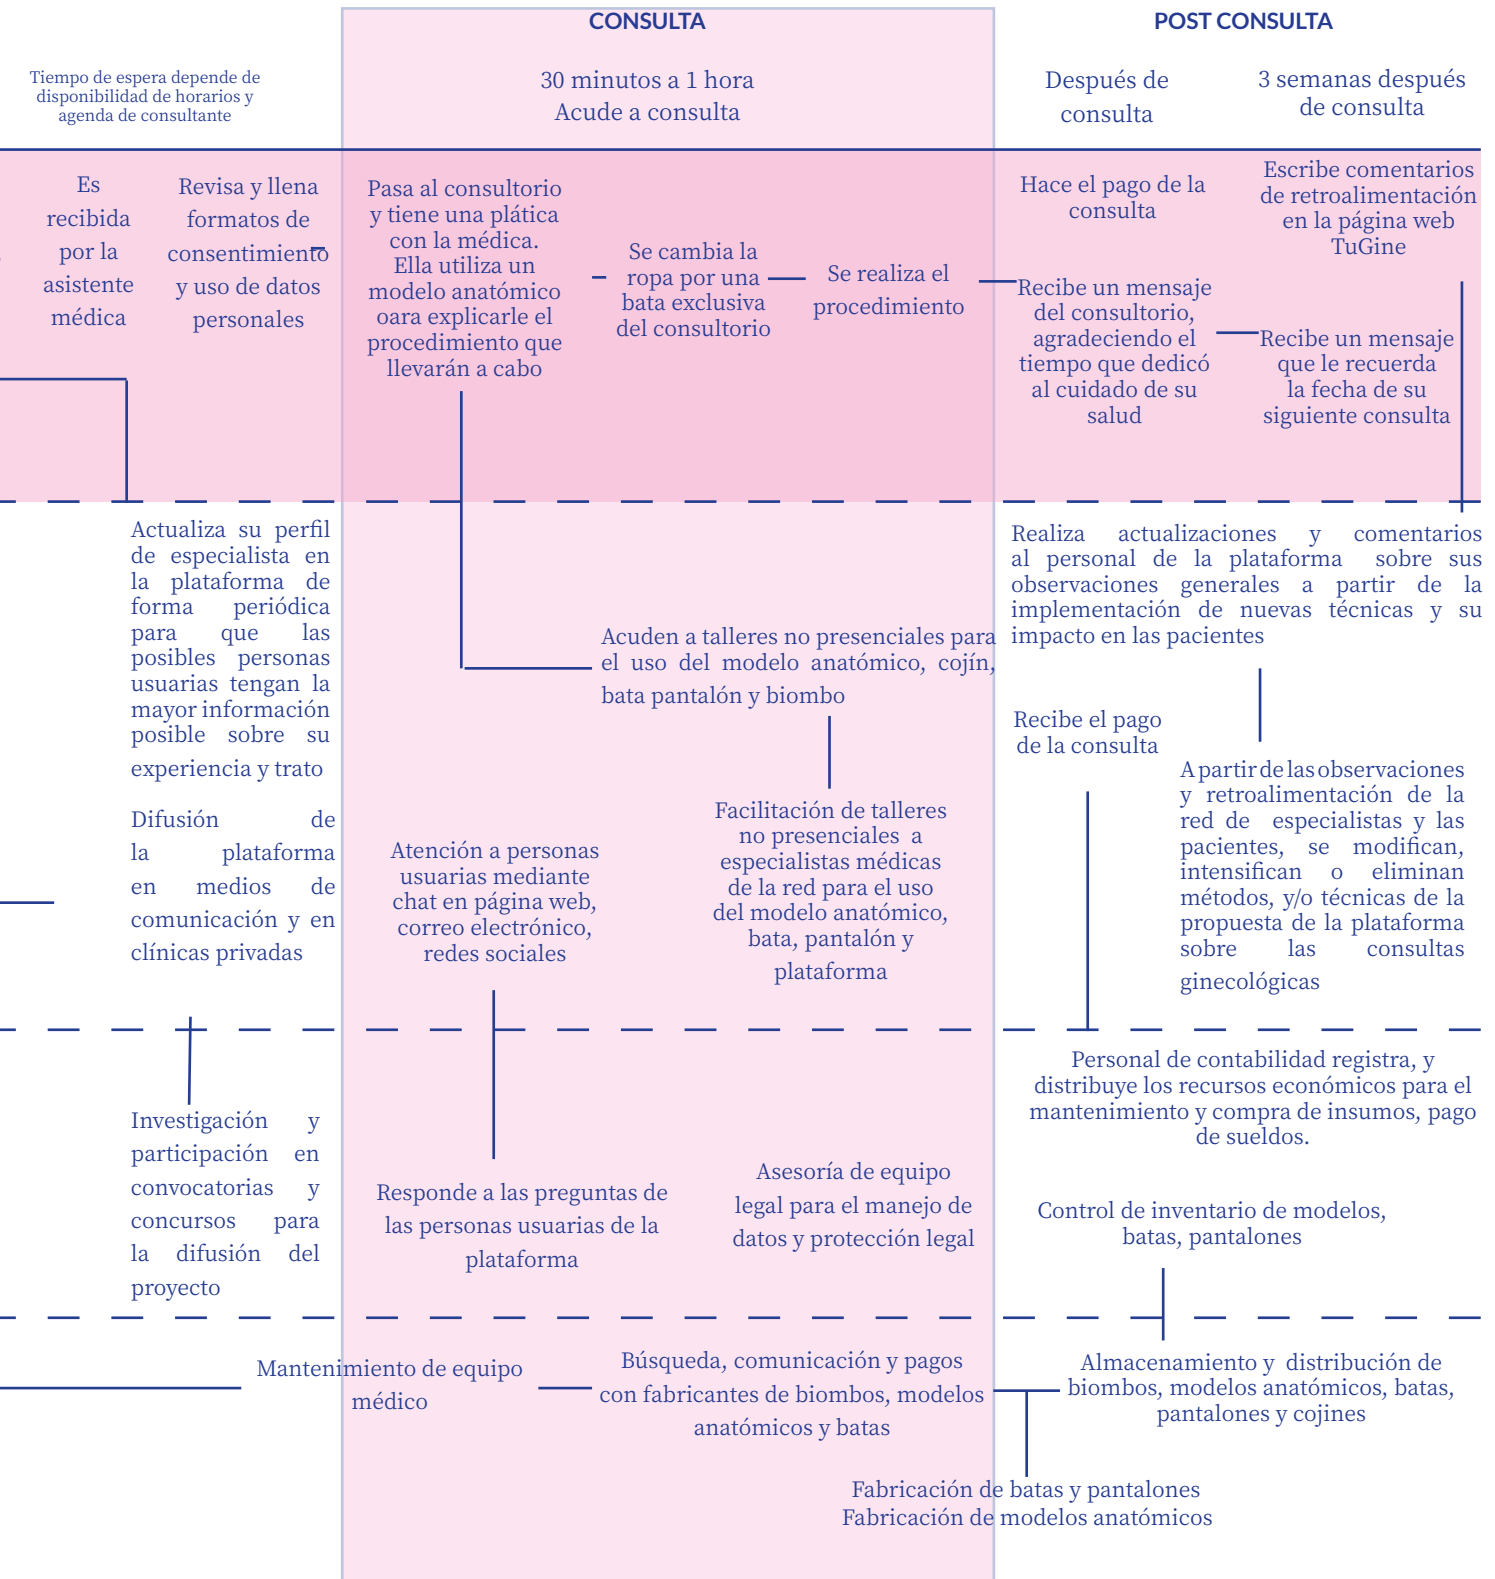 CONSULTA
POST CONSULTA
Tiempo de espera depende de
disponibilidad de horarios y
agenda de consultante
30 minutos a 1 hora
Acude a consulta
Después de
consulta
3 semanas después
de consulta
Es
recibida
por la
asistente
médica
Revisa y llena
formatos de
consentimiento
y uso de datos
personales
Pasa al consultorio
y tiene una plática
con la médica.
Ella utiliza un
modelo anatómico
oara explicarle el
procedimiento que
llevarán a cabo
Se cambia la
ropa por una
bata exclusiva
del consultorio
Se realiza el
procedimiento
Hace el pago de la
consulta
Recibe un mensaje
del consultorio,
agradeciendo el
tiempo que dedicó
al cuidado de su
salud
Escribe comentarios
de retroalimentación
en la página web
TuGine
Recibe un mensaje
que le recuerda
la fecha de su
siguiente consulta
Actualiza su perfil
de especialista en
la plataforma de
forma periódica
para que las
posibles personas
usuarias tengan la
mayor información
posible sobre su
experiencia y trato
Difusión de
la plataforma
en medios de
comunicación y en
clínicas privadas
Acuden a talleres no presenciales para
el uso del modelo anatómico, cojín,
bata pantalón y biombo
Atención a personas
usuarias mediante
chat en página web,
correo electrónico,
redes sociales
Facilitación de talleres
no presenciales a
especialistas médicas
de la red para el uso
del modelo anatómico,
bata, pantalón y
plataforma
Realiza actualizaciones y comentarios
al personal de la plataforma sobre sus
observaciones generales a partir de la
implementación de nuevas técnicas y su
impacto en las pacientes
Recibe el pago
de la consulta
A partir de las observaciones
y retroalimentación de la
red de especialistas y las
pacientes, se modifican,
intensifican o eliminan
métodos, y/o técnicas de la
propuesta de la plataforma
sobre las consultas
ginecológicas
Investigación y
participación en
convocatorias y
concursos para
la difusión del
proyecto
Responde a las preguntas de
las personas usuarias de la
plataforma
Asesoría de equipo
legal para el manejo de
datos y protección legal
Personal de contabilidad registra, y
distribuye los recursos económicos para el
mantenimiento y compra de insumos, pago
de sueldos.
Control de inventario de modelos,
batas, pantalones
Mantenimiento de equipo
médico
Búsqueda, comunicación y pagos
con fabricantes de biombos, modelos
anatómicos y batas
Almacenamiento y distribución de
biombos, modelos anatómicos, batas,
pantalones y cojines
Fabricación de batas y pantalones
Fabricación de modelos anatómicos